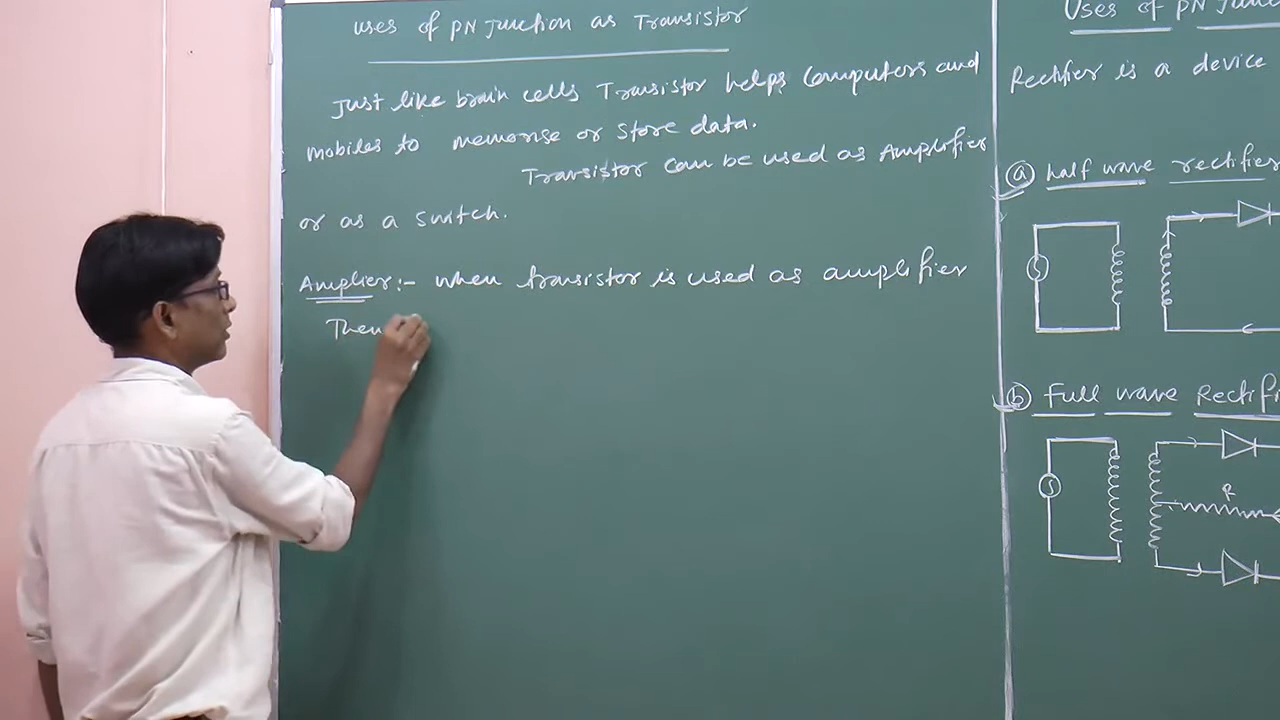 Uses of PN Junction as Transistor
Just like brain cells Transistor helps Computers and
mobiles to memorise or store data.
Transistor can be used as Amplifier
or as a switch.
Amplier:- When transistor is used as amplifier
Then
Uses of PN Junc
Rectifier is a device
(a) Half wave rectifier
(b) Full wave Rectifi
R